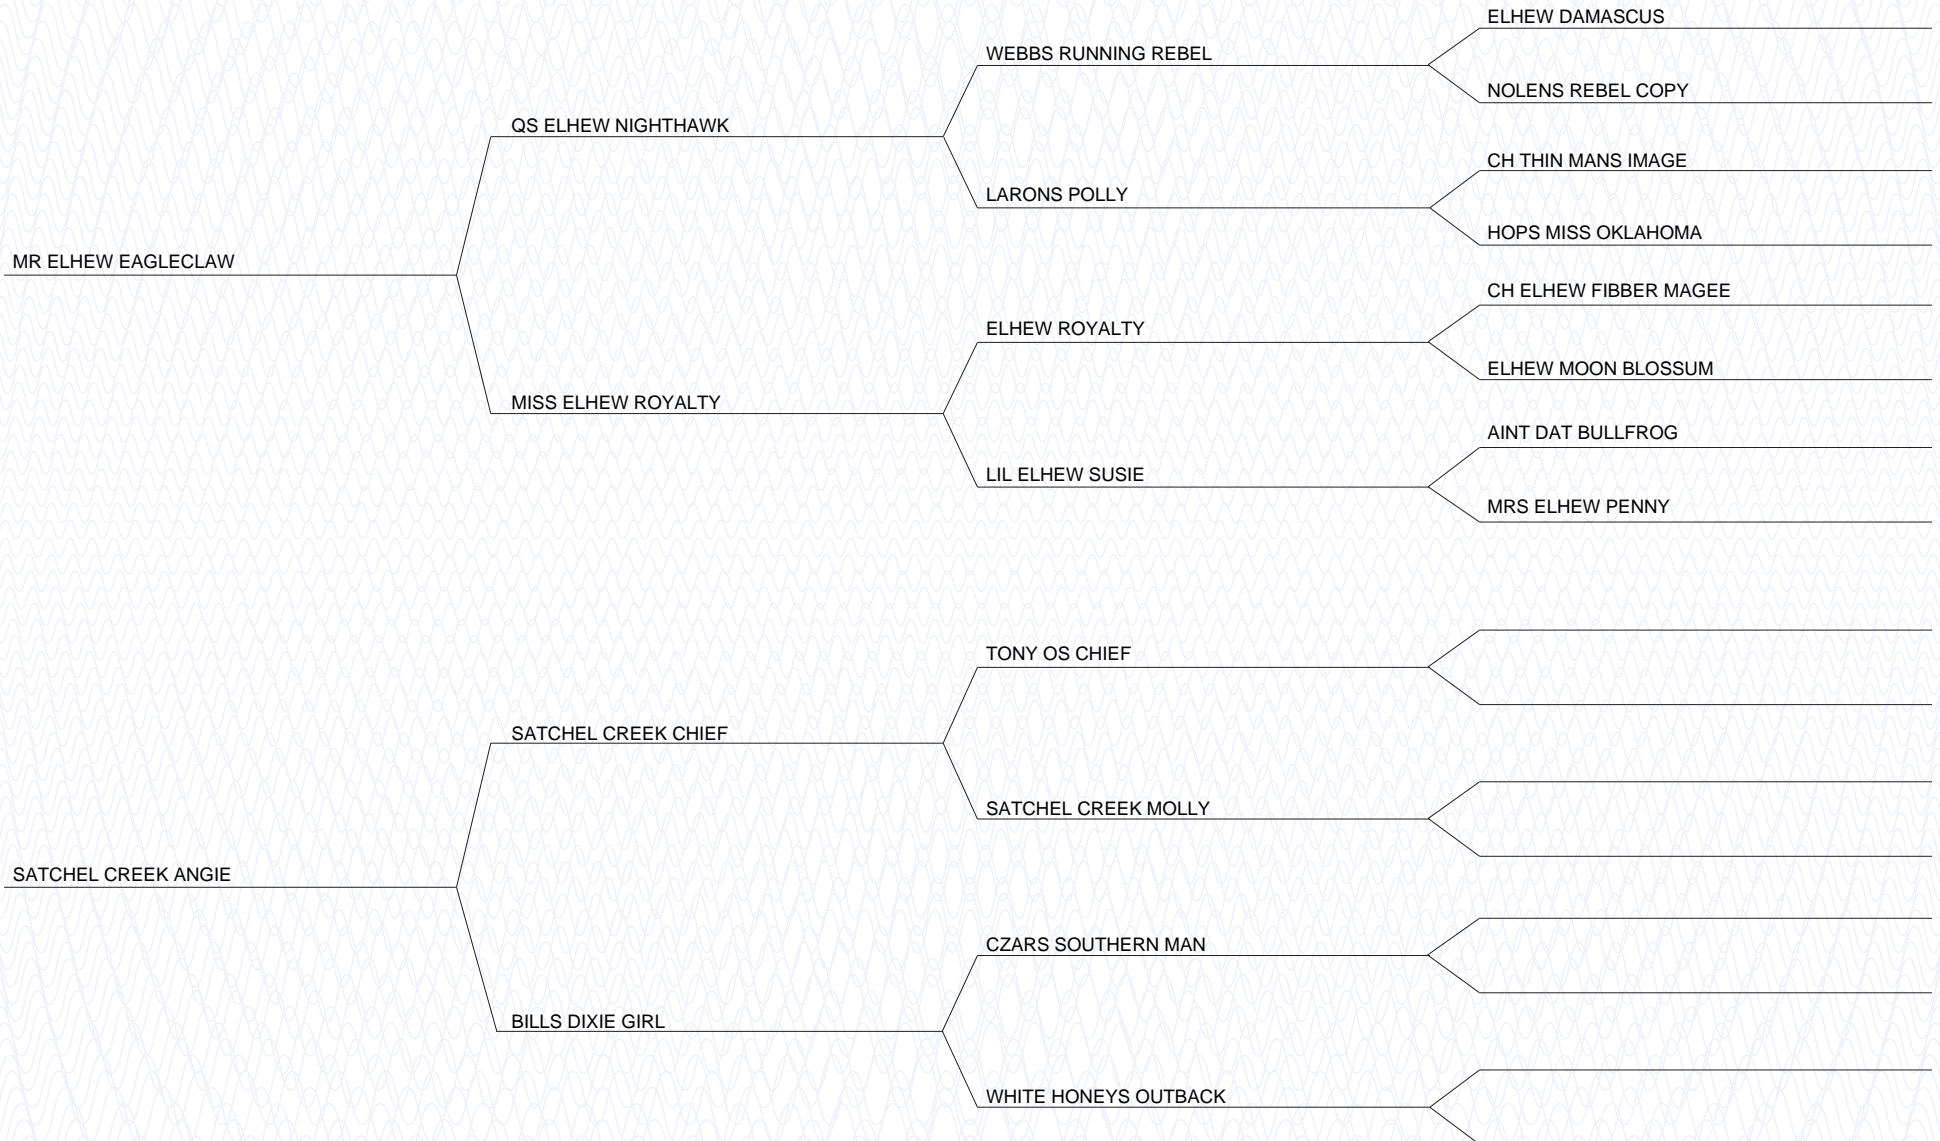 ELHEW DAMASCUS
WEBBS RUNNING REBEL
NOLENS REBEL COPY
QS ELHEW NIGHTHAWK
CH THIN MANS IMAGE
LARONS POLLY
HOPS MISS OKLAHOMA
MR ELHEW EAGLECLAW
CH ELHEW FIBBER MAGEE
ELHEW ROYALTY
ELHEW MOON BLOSSUM
MISS ELHEW ROYALTY
AINT DAT BULLFROG
LIL ELHEW SUSIE
MRS ELHEW PENNY
TONY OS CHIEF
SATCHEL CREEK CHIEF
SATCHEL CREEK MOLLY
SATCHEL CREEK ANGIE
CZARS SOUTHERN MAN
BILLS DIXIE GIRL
WHITE HONEYS OUTBACK